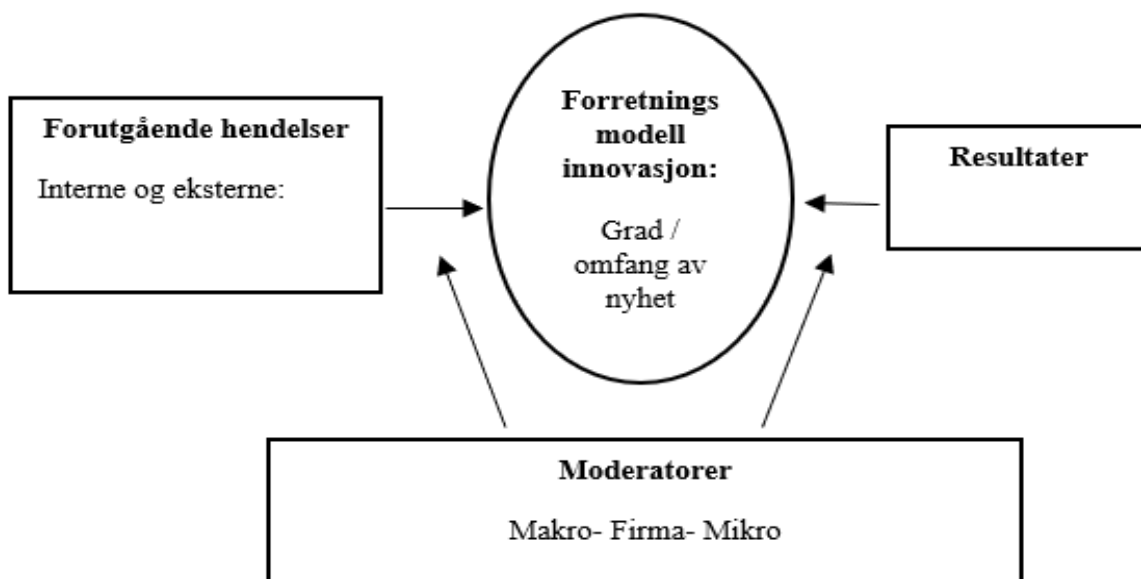 Forutgående hendelser
Interne og eksterne:
Forretnings
modell
innovasjon:
Grad /
omfang av
nyhet
Resultater
Moderatorer
Makro- Firma- Mikro